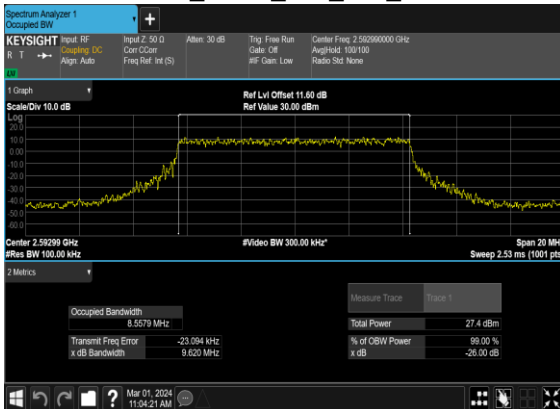 Spectrum Analyzer 1
Occupied BW
KEYSIGHT
R T
LM
Input: RF
Coupling: DC
Align: Auto
Input Z: 50 Ω
Corr CCorr
Freq Ref: Int (S)
Atten: 30 dB
Trig: Free Run
Gate: Off
#IF Gain: Low
Center Freq: 2.592990000 GHz
Avg|Hold: 100/100
Radio Std: None
1 Graph
Scale/Div 10.0 dB
Ref Lvl Offset 11.60 dB
Ref Value 30.00 dBm
Log
20.0
10.0
0.00
-10.0
-20.0
-30.0
-40.0
-50.0
-60.0
Center 2.59299 GHz
#Res BW 100.00 kHz
#Video BW 300.00 kHz*
Span 20 MH
Sweep 2.53 ms (1001 pts
2 Metrics
Measure Trace
Trace 1
Occupied Bandwidth
8.5579 MHz
Total Power
27.4 dBm
Transmit Freq Error
-23.094 kHz
% of OBW Power
99.00 %
x dB Bandwidth
9.620 MHz
x dB
-26.00 dB
Mar 01, 2024
11:04:21 AM